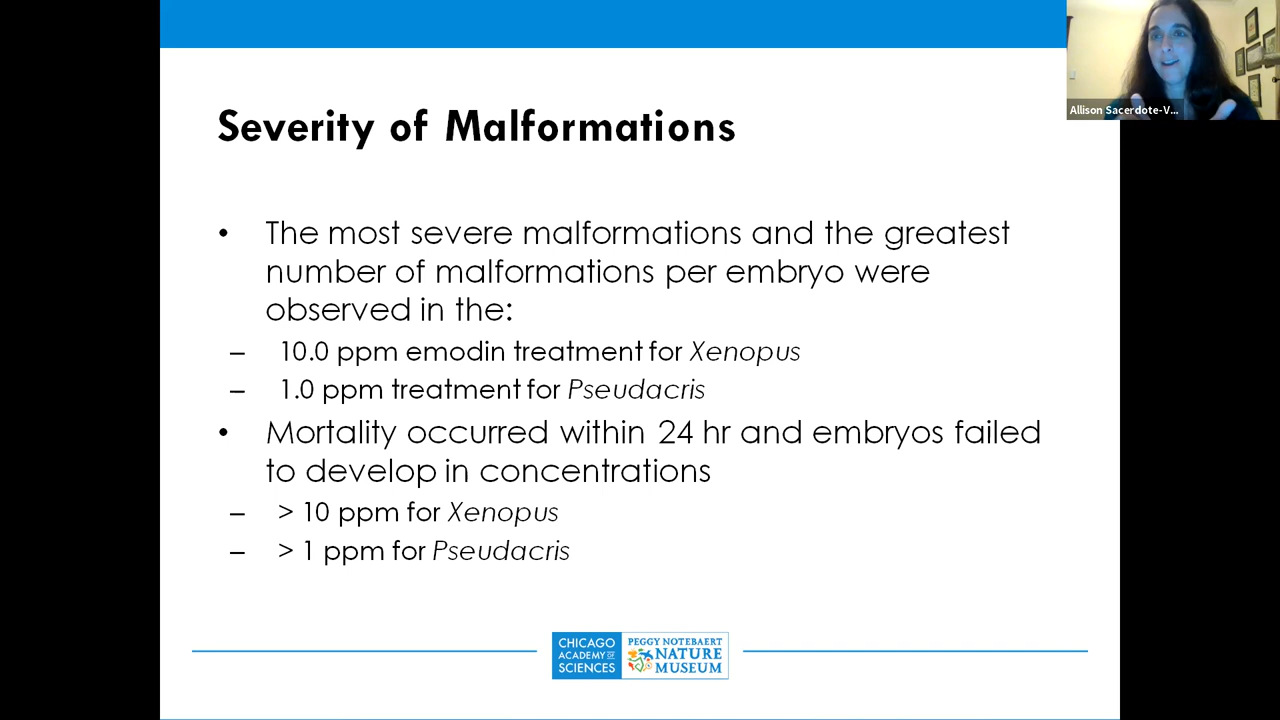 Allison Sacerdote-V...
Severity of Malformations
• The most severe malformations and the greatest
number of malformations per embryo were
observed in the:
– 10.0 ppm emodin treatment for Xenopus
– 1.0 ppm treatment for Pseudacris
• Mortality occurred within 24 hr and embryos failed
to develop in concentrations
– > 10 ppm for Xenopus
– > 1 ppm for Pseudacris
CHICAGO
ACADEMY OF
SCIENCES
PEGGY NOTEBAERT
NATURE
MUSEUM